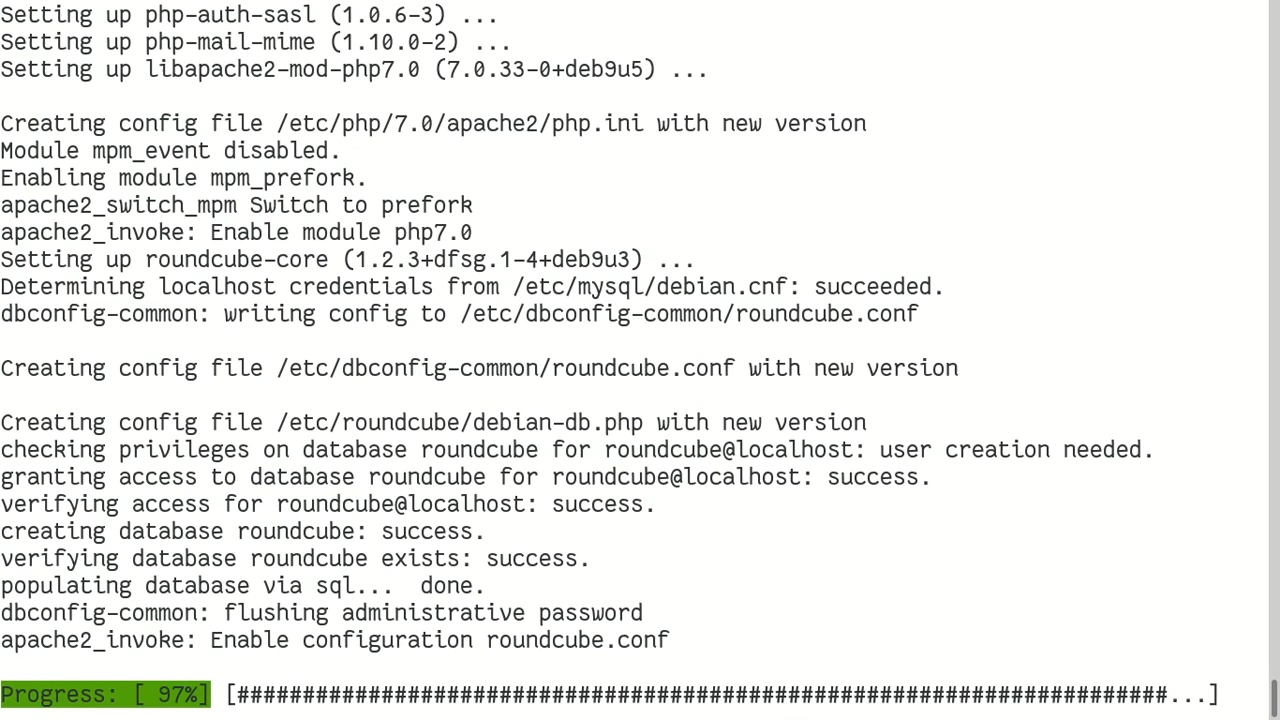 Setting up php-auth-sasl (1.0.6-3) ...
Setting up php-mail-mime (1.10.0-2) ...
Setting up libapache2-mod-php7.0 (7.0.33-0+deb9u5) ...
Creating config file /etc/php/7.0/apache2/php.ini with new version
Module mpm_event disabled.
Enabling module mpm_prefork.
apache2_switch_mpm Switch to prefork
apache2_invoke: Enable module php7.0
Setting up roundcube-core (1.2.3+dfsg.1-4+deb9u3) ...
Determining localhost credentials from /etc/mysql/debian.cnf: succeeded.
dbconfig-common: writing config to /etc/dbconfig-common/roundcube.conf
Creating config file /etc/dbconfig-common/roundcube.conf with new version
Creating config file /etc/roundcube/debian-db.php with new version
checking privileges on database roundcube for roundcube@localhost: user creation needed.
granting access to database roundcube for roundcube@localhost: success.
verifying access for roundcube@localhost: success.
creating database roundcube: success.
verifying database roundcube exists: success.
populating database via sql...  done.
dbconfig-common: flushing administrative password
apache2_invoke: Enable configuration roundcube.conf
Progress: [ 97%] [#######################################################################...]